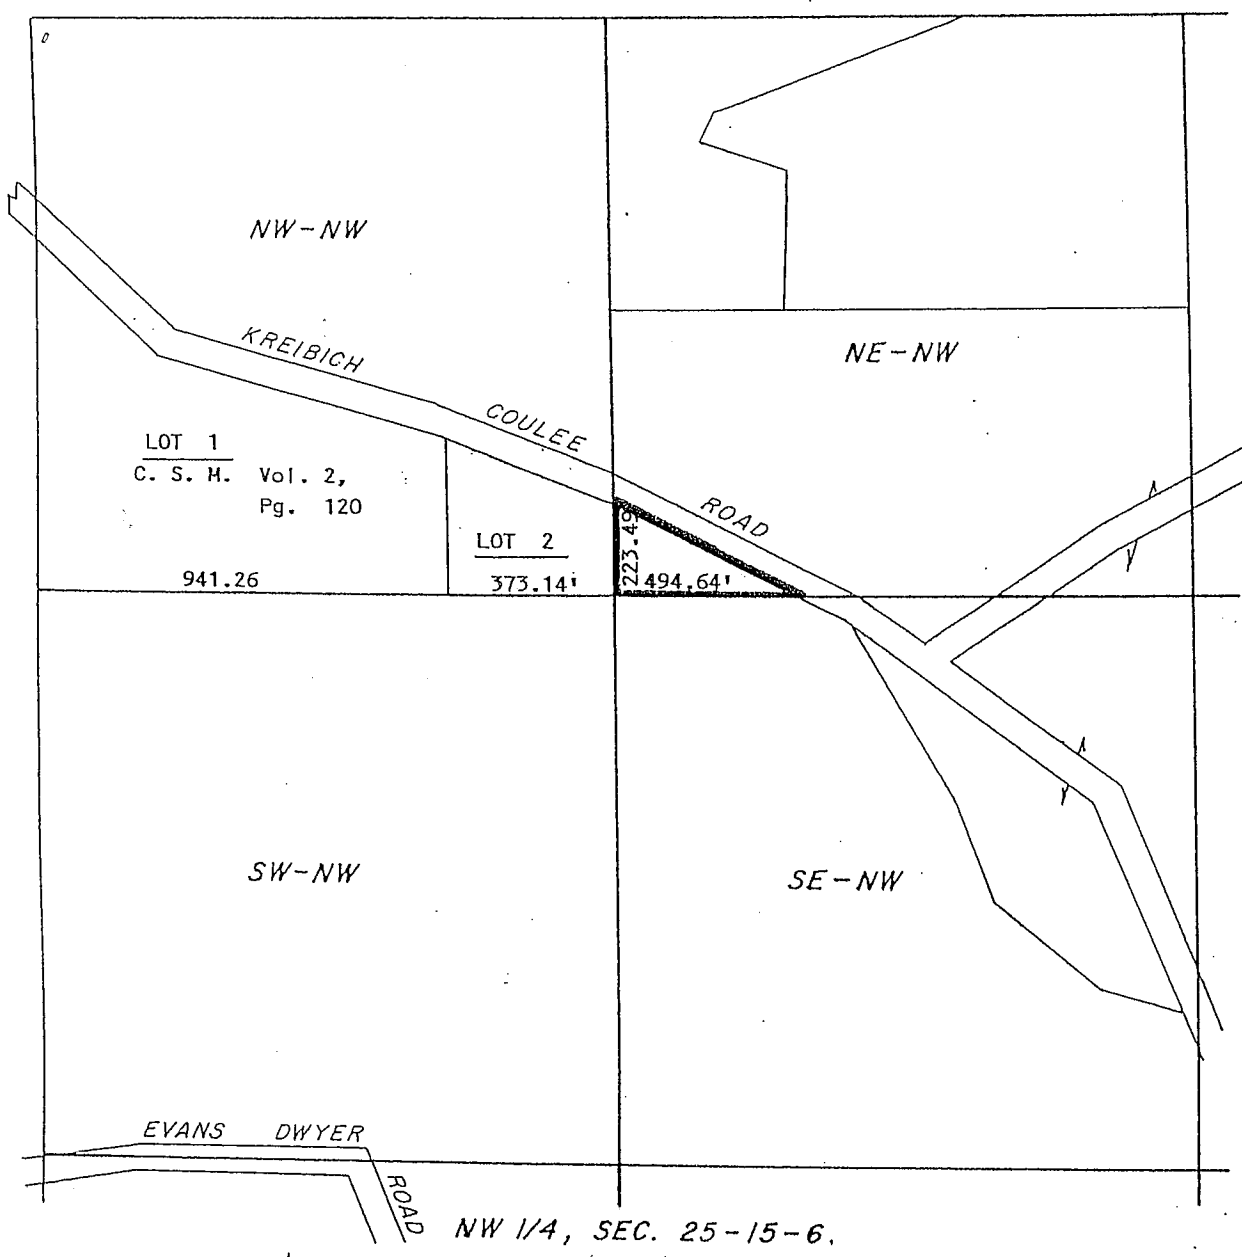 NW-NW
KREIBICH COULEE ROAD
NE-NW
LOT 1
C. S. M. Vol. 2,
Pg. 120
941.26
LOT 2
373.14'
223.49
494.64'
SW-NW
SE-NW
EVANS DWYER ROAD
NW 1/4, SEC. 25-15-6.